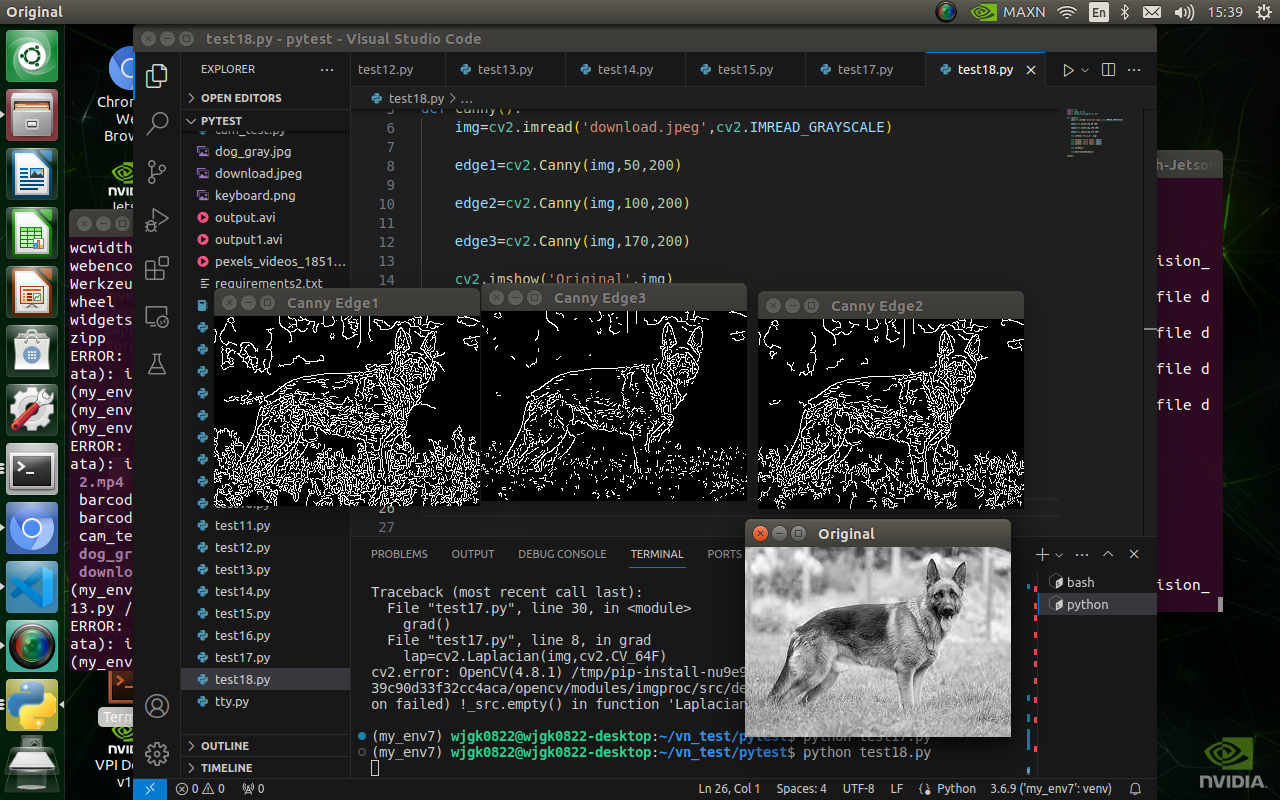 Original
MAXN
En
15:39
test18.py - pytest - Visual Studio Code
EXPLORER
test12.py
test13.py
test14.py
test15.py
test17.py
test18.py
OPEN EDITORS
PYTEST
test18.py > ...
cam_test.py
dog_gray.jpg
download.jpeg
keyboard.png
output.avi
output1.avi
pexels_videos_1851...
requirements2.txt
test11.py
test12.py
test13.py
test14.py
test15.py
test16.py
test17.py
test18.py
tty.py
OUTLINE
TIMELINE
5 def canny():
6 img=cv2.imread('download.jpeg',cv2.IMREAD_GRAYSCALE)
7
8 edge1=cv2.Canny(img,50,200)
9
10 edge2=cv2.Canny(img,100,200)
11
12 edge3=cv2.Canny(img,170,200)
13
14 cv2.imshow('Original',img)
26
27
Canny Edge1
Canny Edge3
Canny Edge2
Original
PROBLEMS OUTPUT DEBUG CONSOLE TERMINAL PORTS
bash
python
Traceback (most recent call last):
File "test17.py", line 30, in <module>
grad()
File "test17.py", line 8, in grad
lap=cv2.Laplacian(img,cv2.CV_64F)
cv2.error: OpenCV(4.8.1) /tmp/pip-install-nu9e9
39c90d33f32cc4aca/opencv/modules/imgproc/src/de
on failed) !_src.empty() in function 'Laplacian
(my_env7) wjgk0822@wjgk0822-desktop:~/vn_test/pytest$ python test17.py
(my_env7) wjgk0822@wjgk0822-desktop:~/vn_test/pytest$ python test18.py
0 0 0
Ln 26, Col 1 Spaces: 4 UTF-8 LF Python 3.6.9 ('my_env7': venv)
Chron
We
Brow
NVIDIA
Jets
wcwidth
webenco
Werkzeu
wheel
widgets
zipp
ERROR:
ata): i
(my_env
(my_env
(my_env
ERROR:
ata): i
2.mp4
barcod
barcod
cam_te
dog_gr
downlo
(my_env
13.py /
ERROR:
ata): i
(my_env
Term
VPI De
v1
h-Jetson
ision_
file d
file d
file d
file d
ision_
NVIDIA.